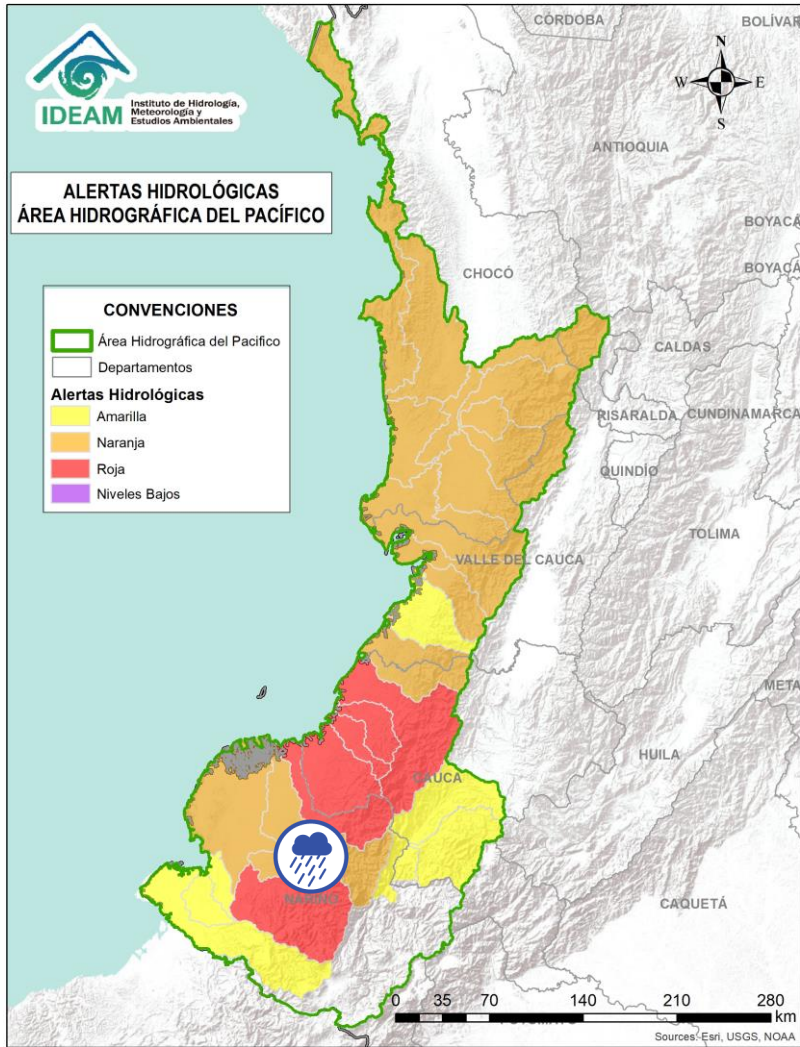 CÓRDOBA
BOLÍVAR
N
W
E
S
IDEAM
Instituto de Hidrología,
Meteorología y
Estudios Ambientales
ANTIOQUIA
ALERTAS HIDROLÓGICAS
ÁREA HIDROGRÁFICA DEL PACÍFICO
BOYACÁ
BOYACÁ
CHOCÓ
CONVENCIONES
Área Hidrográfica del Pacifico
Departamentos
Alertas Hidrológicas
Amarilla
Naranja
Roja
Niveles Bajos
CALDAS
RISARALDA
CUNDINAMARCA
QUINDÍO
TOLIMA
VALLE DEL CAUCA
META
HUILA
CAUCA
NARIÑO
CAQUETÁ
0 35 70 140 210 280
km
Sources: Esri, USGS, NOAA